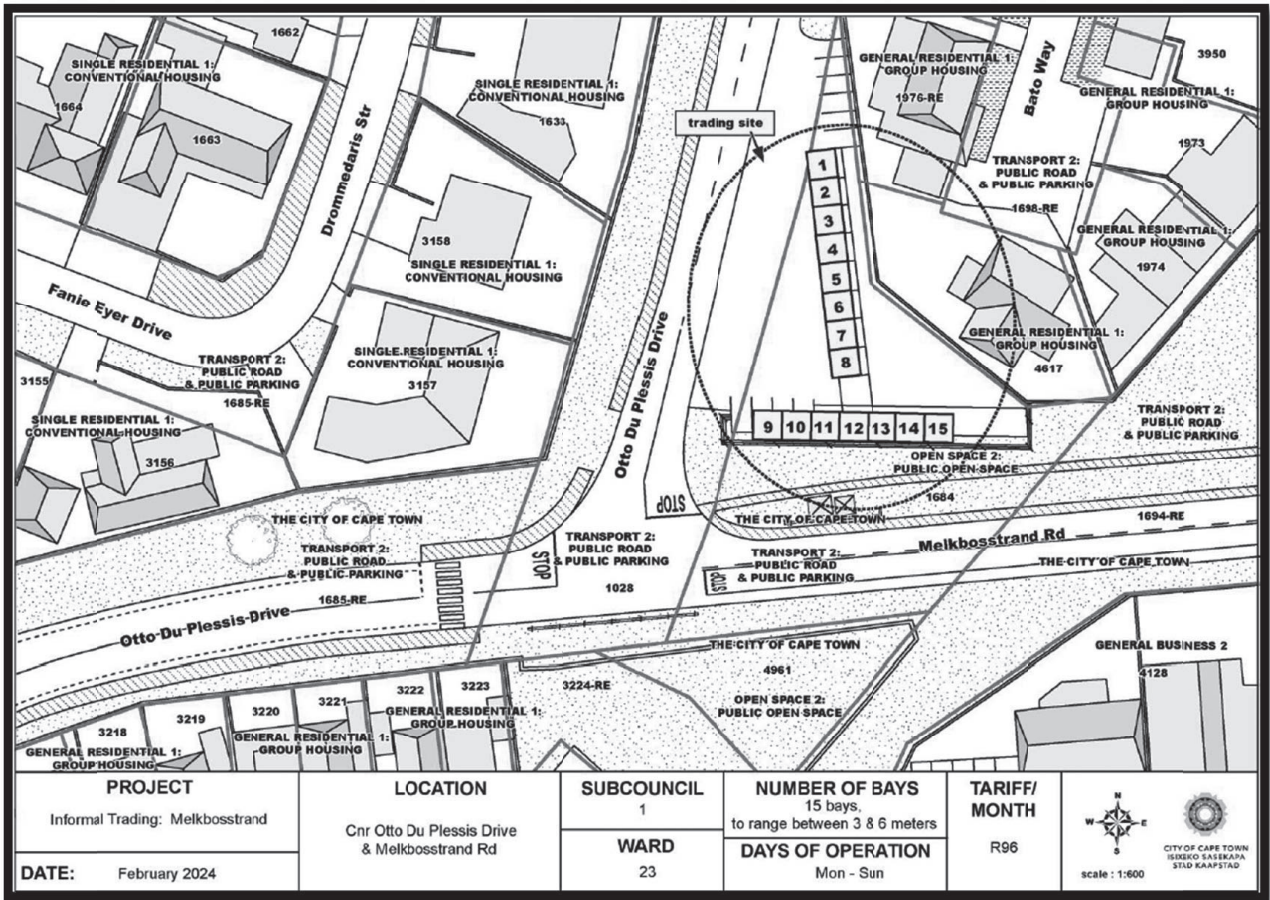 1662
SINGLE RESIDENTIAL 1:
CONVENTIONAL HOUSING
1664
1663
Drommedaris Str
SINGLE RESIDENTIAL 1:
CONVENTIONAL HOUSING
163
trading site
GENERAL RESIDENTIAL 1:
GROUP HOUSING
1976-RE
Bato Way
3950
GENERAL RESIDENTIAL 1:
GROUP HOUSING
1973
TRANSPORT 2:
PUBLIC ROAD
& PUBLIC PARKING
1698-RE
GENERAL RESIDENTIAL 1:
GROUP HOUSING
1974
1
2
3
4
5
6
7
8
3158
SINGLE RESIDENTIAL 1:
CONVENTIONAL HOUSING
Fanie Eyer Drive
TRANSPORT 2:
PUBLIC ROAD
& PUBLIC PARKING
1685-RE
SINGLE RESIDENTIAL 1:
CONVENTIONAL HOUSING
3157
Otto Du Plessis Drive
GENERAL RESIDENTIAL 1:
GROUP HOUSING
4617
3155
SINGLE RESIDENTIAL 1:
CONVENTIONAL HOUSING
3156
9 10 11 12 13 14 15
TRANSPORT 2:
PUBLIC ROAD
& PUBLIC PARKING
OPEN SPACE 2:
PUBLIC OPEN SPACE
1684
STOP
THE CITY OF CAPE TOWN
THE CITY OF CAPE TOWN
1694-RE
Melkbosstrand Rd
TRANSPORT 2:
PUBLIC ROAD
& PUBLIC PARKING
1685-RE
STOP
TRANSPORT 2:
PUBLIC ROAD
& PUBLIC PARKING
1028
STOP
TRANSPORT 2:
PUBLIC ROAD
& PUBLIC PARKING
THE CITY OF CAPE TOWN
Otto Du Plessis Drive
THE CITY OF CAPE TOWN
4961
OPEN SPACE 2:
PUBLIC OPEN SPACE
GENERAL BUSINESS 2
4128
3224-RE
3223
3222
3221
3220
3219
3218
GENERAL RESIDENTIAL 1:
GROUP HOUSING
GENERAL RESIDENTIAL 1:
GROUP HOUSING
GENERAL RESIDENTIAL 1:
GROUP HOUSING
PROJECT
Informal Trading: Melkbosstrand
DATE: February 2024
LOCATION
Cnr Otto Du Plessis Drive
& Melkbosstrand Rd
SUBCOUNCIL
1
WARD
23
NUMBER OF BAYS
15 bays,
to range between 3 & 6 meters
DAYS OF OPERATION
Mon - Sun
TARIFF/
MONTH
R96
N
W E
S
scale : 1:600
CITY OF CAPE TOWN
ISIXEKO SASEKAPA
STAD KAAPSTAD